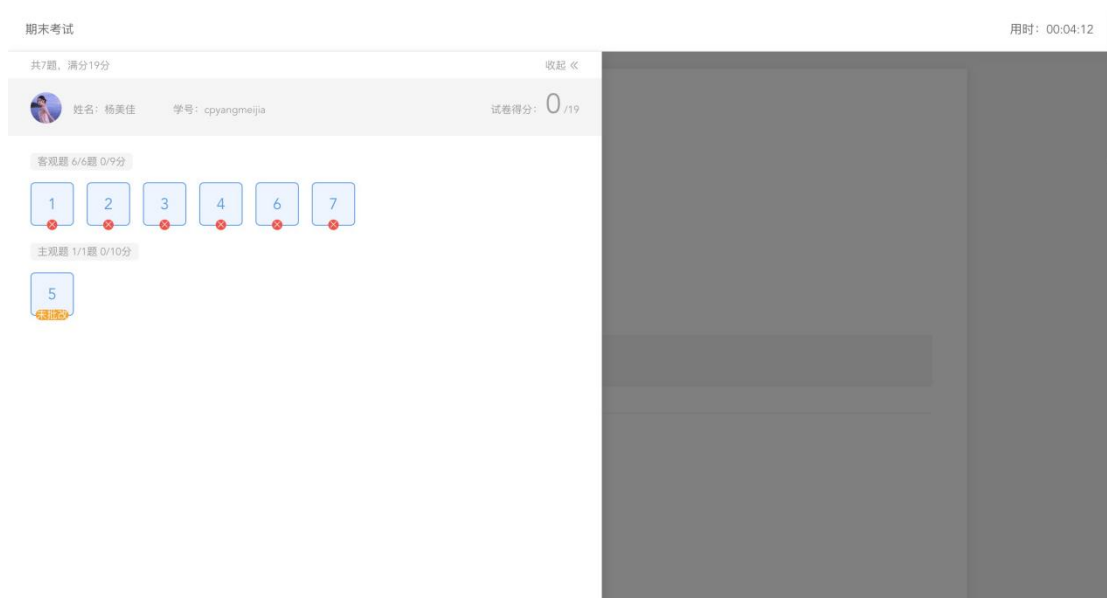 期末考试
用时：00:04:12
共7题，满分19分
收起 «
姓名：杨美佳 学号：cpyangmeijia 试卷得分：0/19
客观题 6/6题 0/9分
1 2 3 4 6 7
主观题 1/1题 0/10分
5
未批改